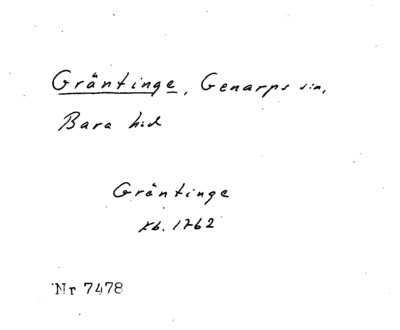 Gräntinge, Genarps sn,
Bara hd
Gräntinge
kb. 1762
Nr 7478